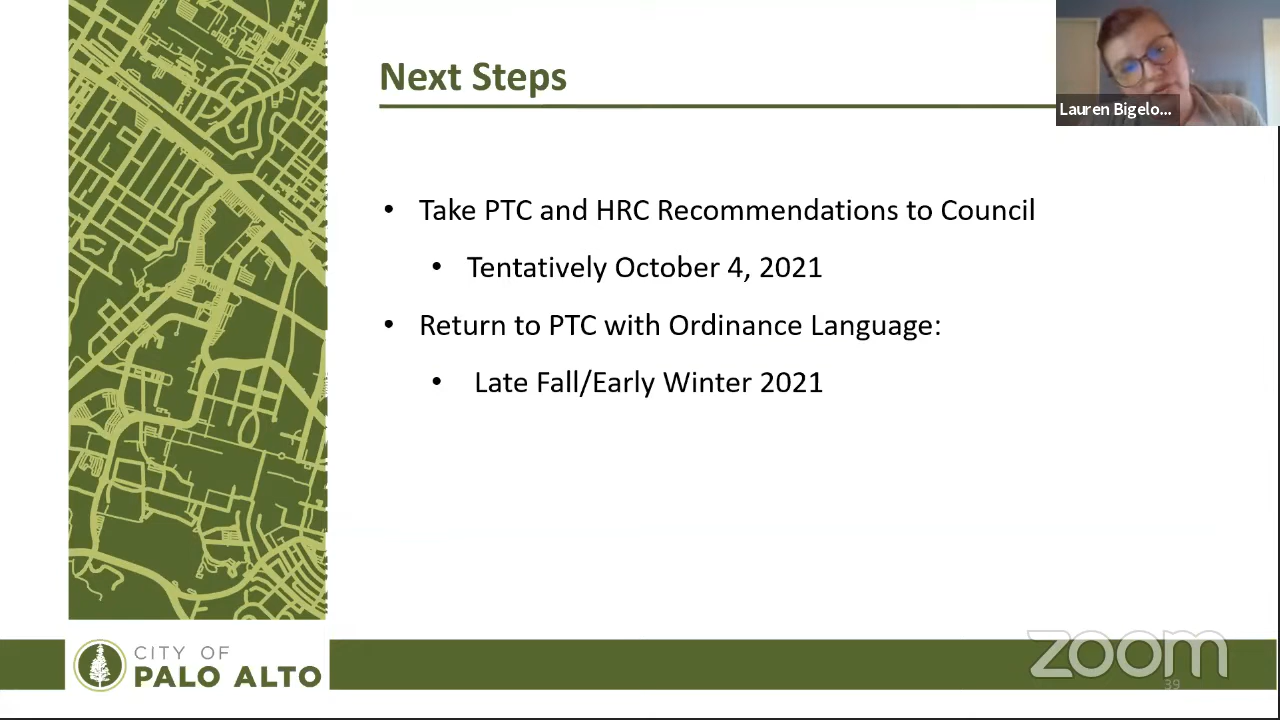 Next Steps
Lauren Bigelo...
• Take PTC and HRC Recommendations to Council
• Tentatively October 4, 2021
• Return to PTC with Ordinance Language:
• Late Fall/Early Winter 2021
CITY OF
PALO ALTO
zoom
39